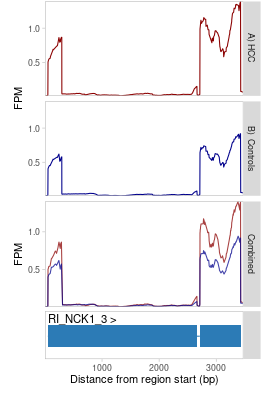 1.0
0.5
FPM
A) HCC
1.0
0.5
B) Controls
1.0
0.5
FPM
Combined
RI_NCK1_3 >
1000 2000 3000
Distance from region start (bp)